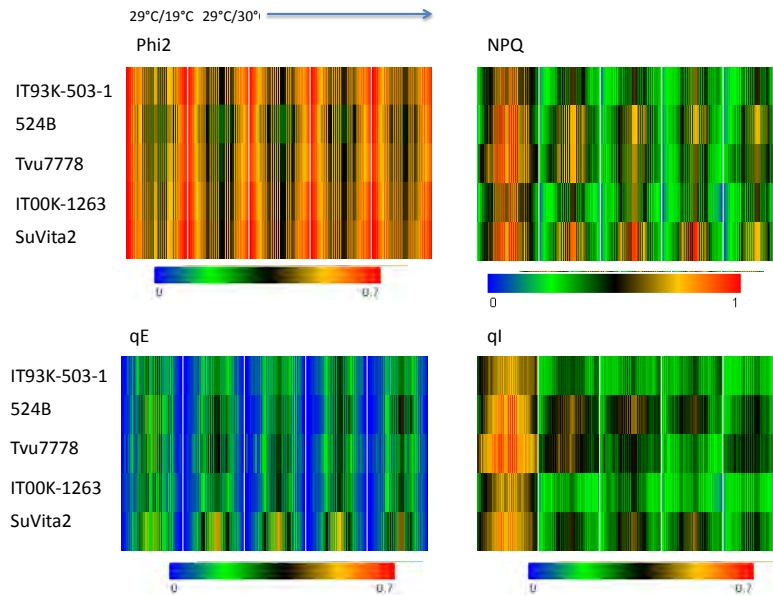 29°C/19°C 29°C/30°
Phi2
NPQ
IT93K-503-1
524B
Tvu7778
IT00K-1263
SuVita2
0 0.7
0 1
qE
qI
IT93K-503-1
524B
Tvu7778
IT00K-1263
SuVita2
0 0.7
0 0.7